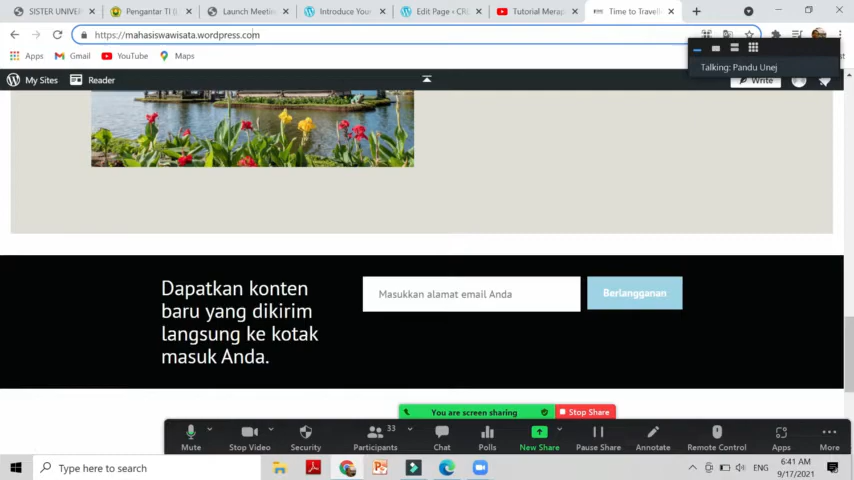 SISTER UNIVER
Pengantar TI (
Launch Meeti
Introduce Your
Edit Page ‹ CR
Tutorial Merap
Time to Travell
https://mahasiswawisata.wordpress.com
Apps
Gmail
YouTube
Maps
Talking: Pandu Unej
My Sites
Reader
Write
Dapatkan konten
baru yang dikirim
langsung ke kotak
masuk Anda.
Masukkan alamat email Anda
Berlangganan
You are screen sharing
Stop Share
33
Mute
Stop Video
Security
Participants
Chat
Polls
New Share
Pause Share
Annotate
Remote Control
Apps
More
Type here to search
ENG
6:41 AM
9/17/2021